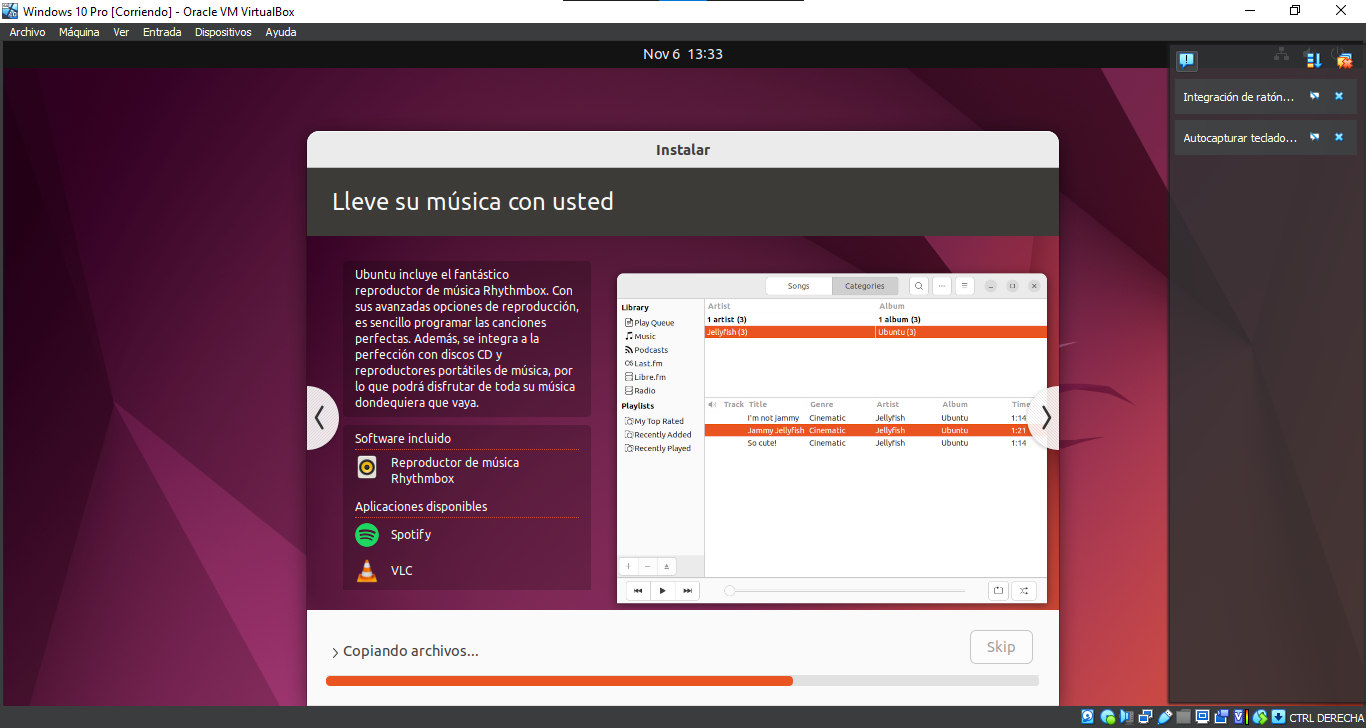 Windows 10 Pro [Corriendo] - Oracle VM VirtualBox
Archivo Máquina Ver Entrada Dispositivos Ayuda
Nov 6 13:33
Integración de ratón...
Autocapturar teclado...
Instalar
Lleve su música con usted
Ubuntu incluye el fantástico
reproductor de música Rhythmbox. Con
sus avanzadas opciones de reproducción,
es sencillo programar las canciones
perfectas. Además, se integra a la
perfección con discos CD y
reproductores portátiles de música, por
lo que podrá disfrutar de toda su música
dondequiera que vaya.
Software incluido
Reproductor de música
Rhythmbox
Aplicaciones disponibles
Spotify
VLC
Songs Categories
Library
Play Queue
Music
Podcasts
Last.fm
Libre.fm
Radio
Playlists
My Top Rated
Recently Added
Recently Played
Artist Album
1 artist (3) 1 album (3)
Jellyfish (3) Ubuntu (3)
Track Title Genre Artist Album Time
I'm not jammy Cinematic Jellyfish Ubuntu 1:14
Jammy Jellyfish Cinematic Jellyfish Ubuntu 1:21
So cute! Cinematic Jellyfish Ubuntu 1:14
Copiando archivos...
Skip
CTRL DERECHA